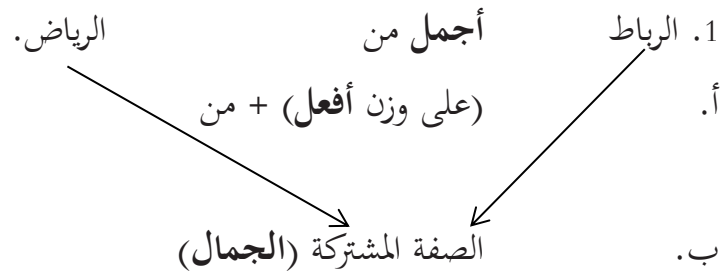 1. الرباط أجمل من الرياض.
أ. (على وزن أفعل) + من
ب. الصفة المشتركة (الجمال)